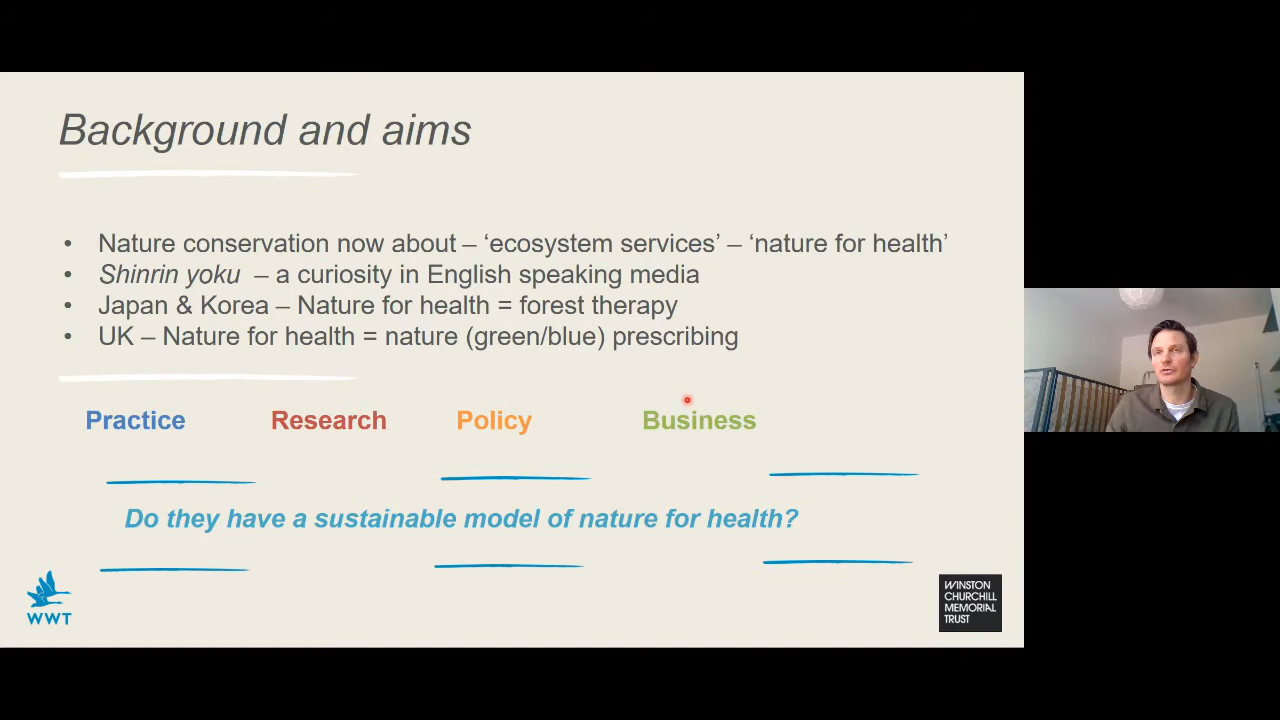 Background and aims
• Nature conservation now about – ‘ecosystem services’ – ‘nature for health’
• Shinrin yoku – a curiosity in English speaking media
• Japan & Korea – Nature for health = forest therapy
• UK – Nature for health = nature (green/blue) prescribing
Practice Research Policy Business
Do they have a sustainable model of nature for health?
WWT
WINSTON
CHURCHILL
MEMORIAL
TRUST